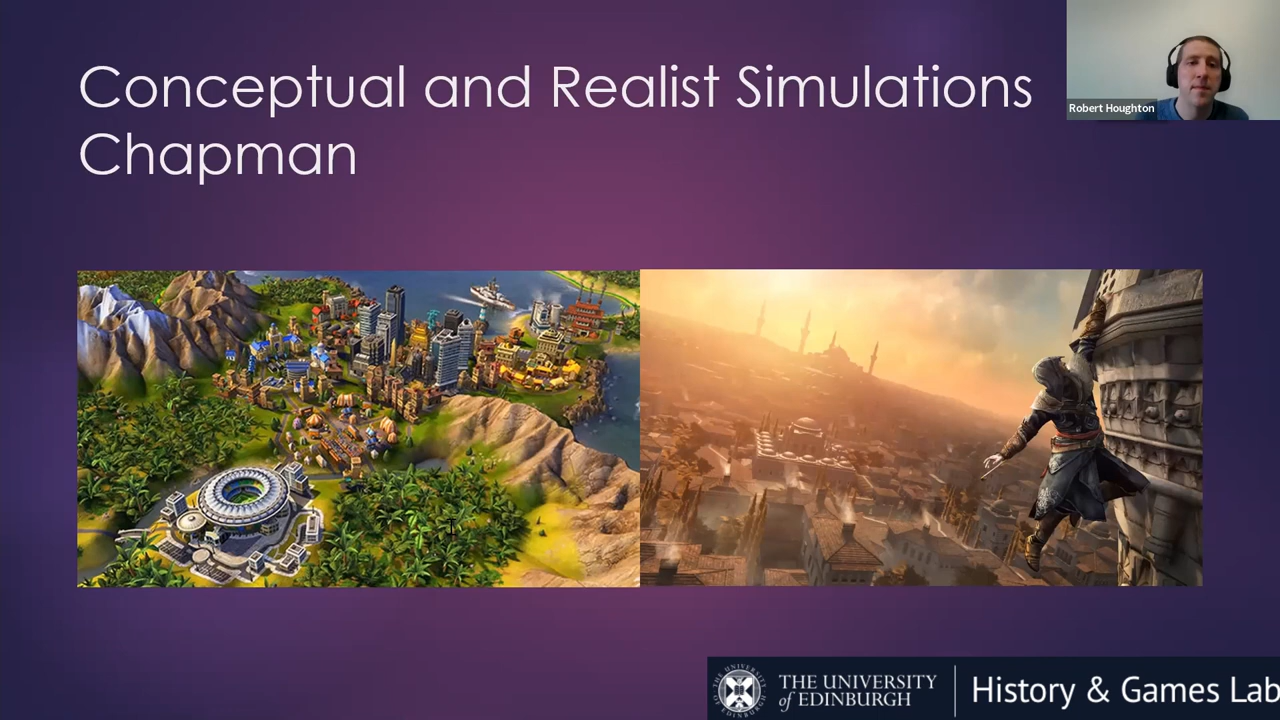 Conceptual and Realist Simulations
Chapman
Robert Houghton
THE UNIVERSITY
of EDINBURGH
History & Games Lab